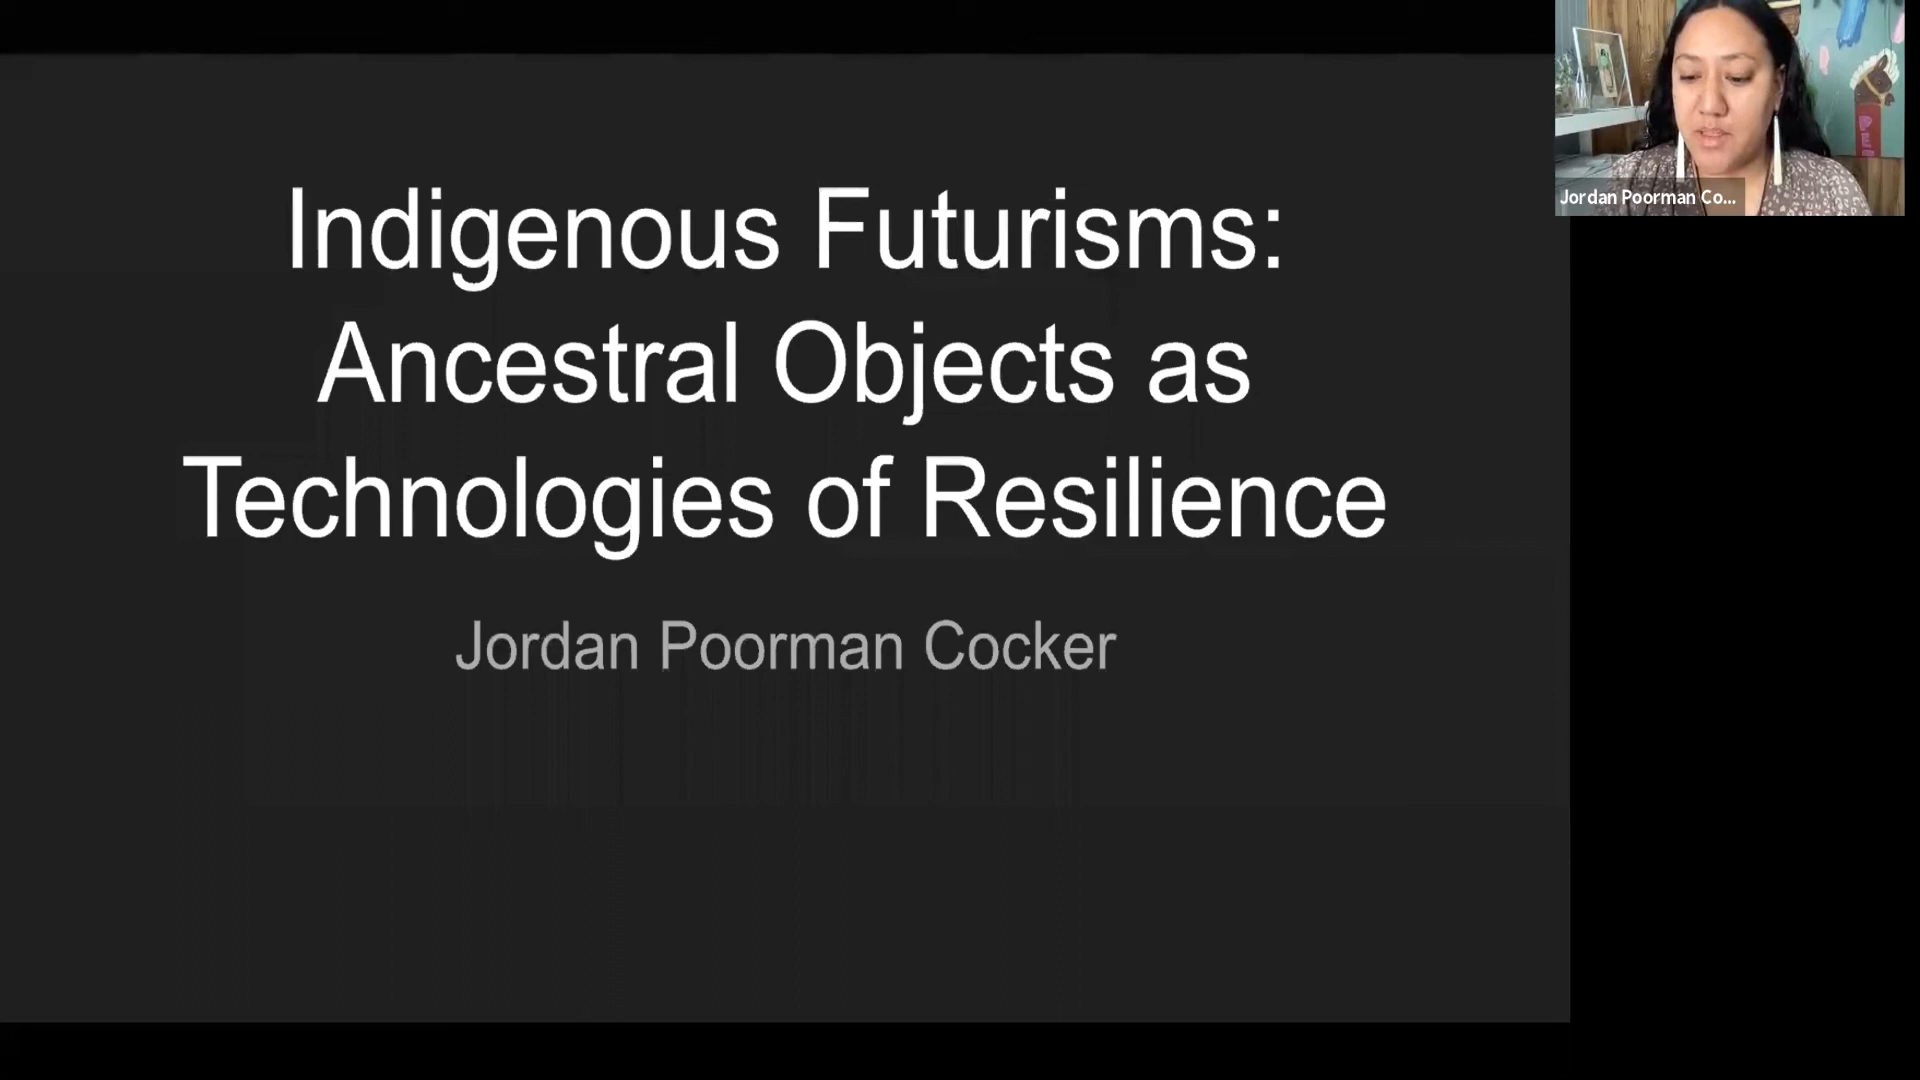 Indigenous Futurisms:
Ancestral Objects as
Technologies of Resilience
Jordan Poorman Cocker
Jordan Poorman Co...